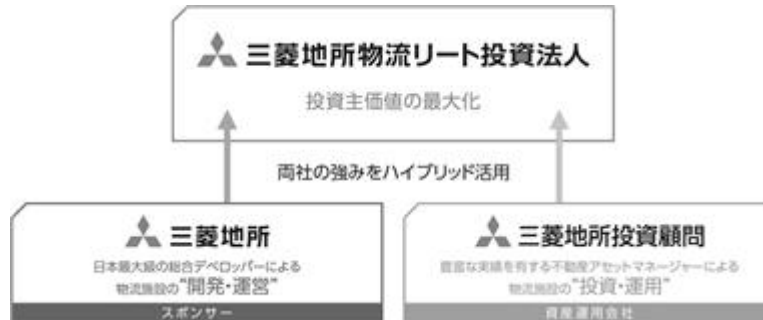 三菱地所物流リート投資法人
投資主価値の最大化
両社の強みをハイブリッド活用
三菱地所
日本最大級の総合デベロッパーによる
物流施設の"開発・運営"
スポンサー
三菱地所投資顧問
豊富な実績を有する不動産アセットマネージャーによる
物流施設の"投資・運用"
資産運用会社